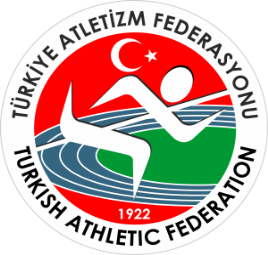 TÜRKİYE ATLETİZM FEDERASYONU
1922
TURKISH ATHLETIC FEDERATION